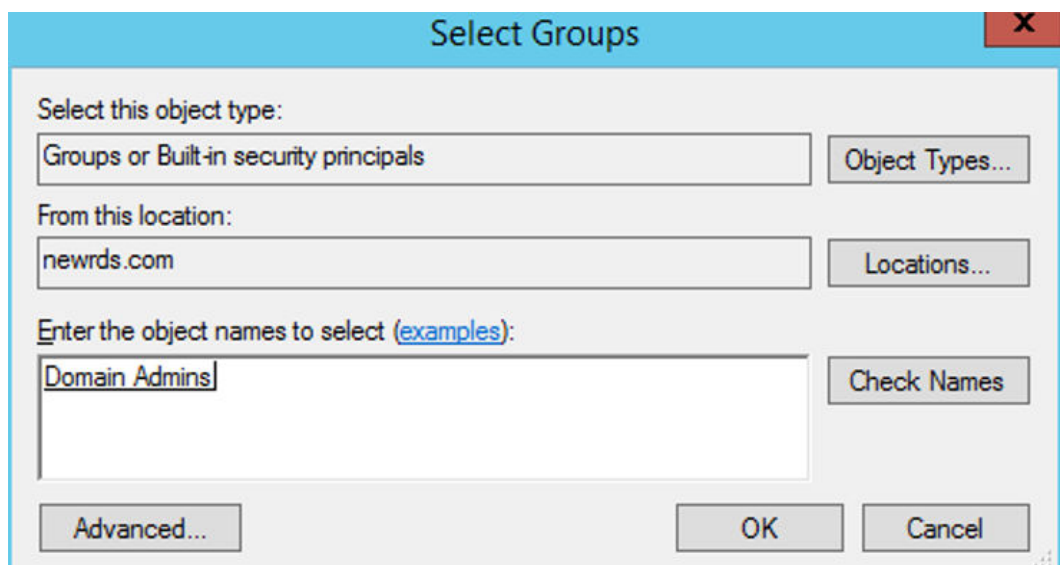 Select Groups
X
Select this object type:
Groups or Built-in security principals
Object Types...
From this location:
newrds.com
Locations...
Enter the object names to select (examples):
Domain Admins
Check Names
Advanced...
OK
Cancel